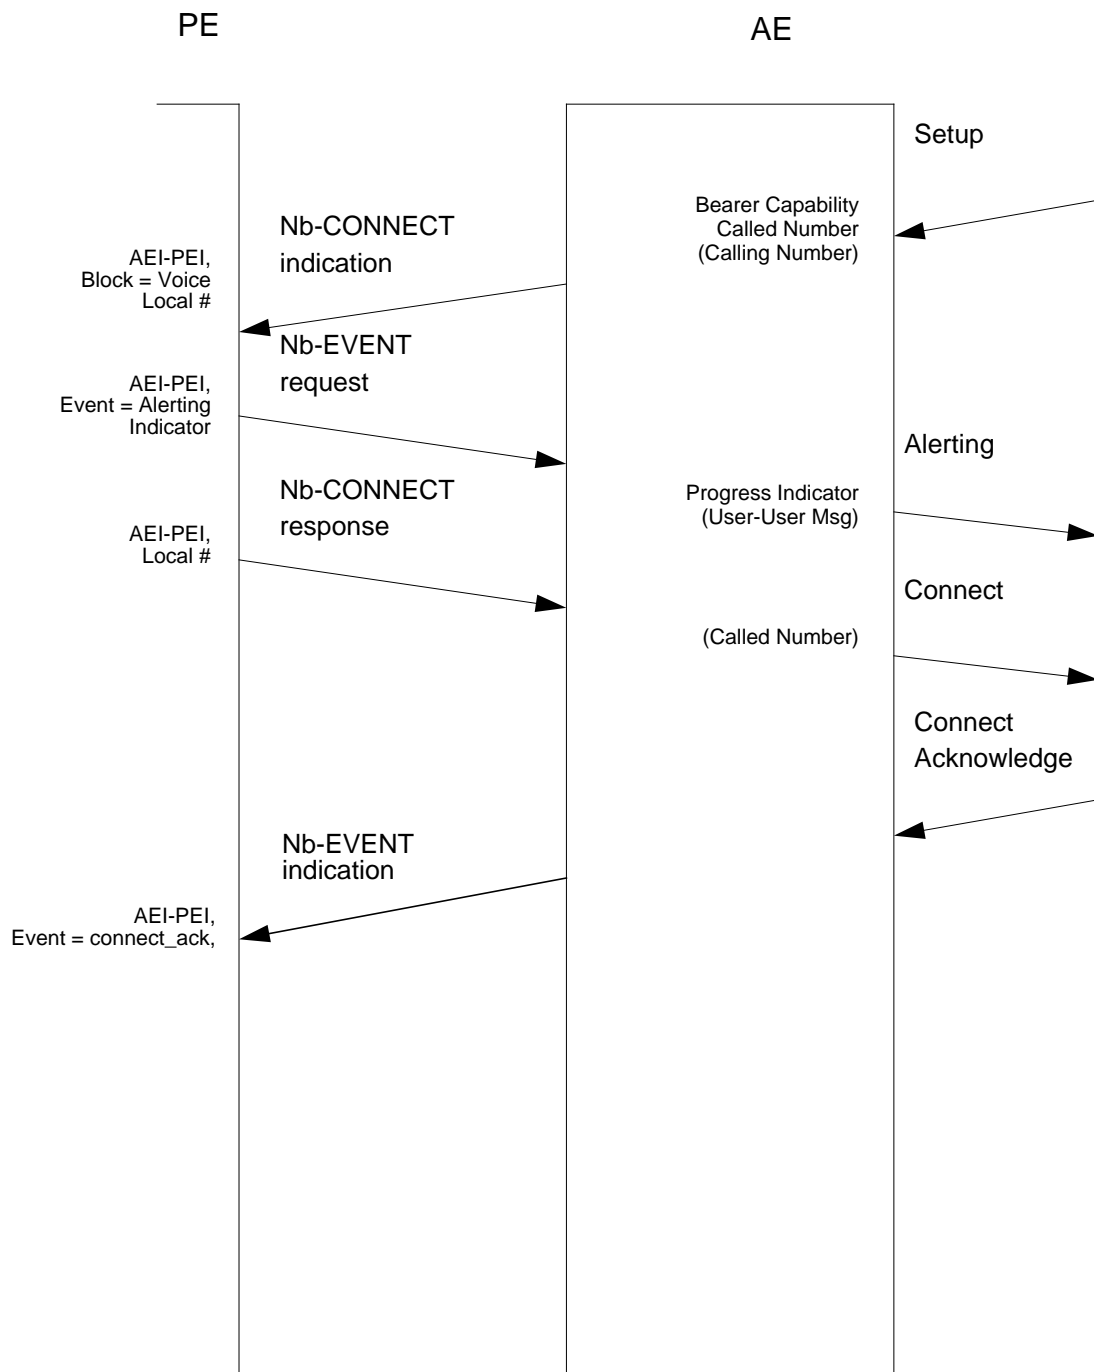 PE
AE
Setup
Bearer Capability
Called Number
(Calling Number)
Nb-CONNECT
indication
AEI-PEI,
Block = Voice
Local #
Nb-EVENT
request
AEI-PEI,
Event = Alerting
Indicator
Alerting
Nb-CONNECT
response
Progress Indicator
(User-User Msg)
AEI-PEI,
Local #
Connect
(Called Number)
Connect
Acknowledge
Nb-EVENT
indication
AEI-PEI,
Event = connect_ack,